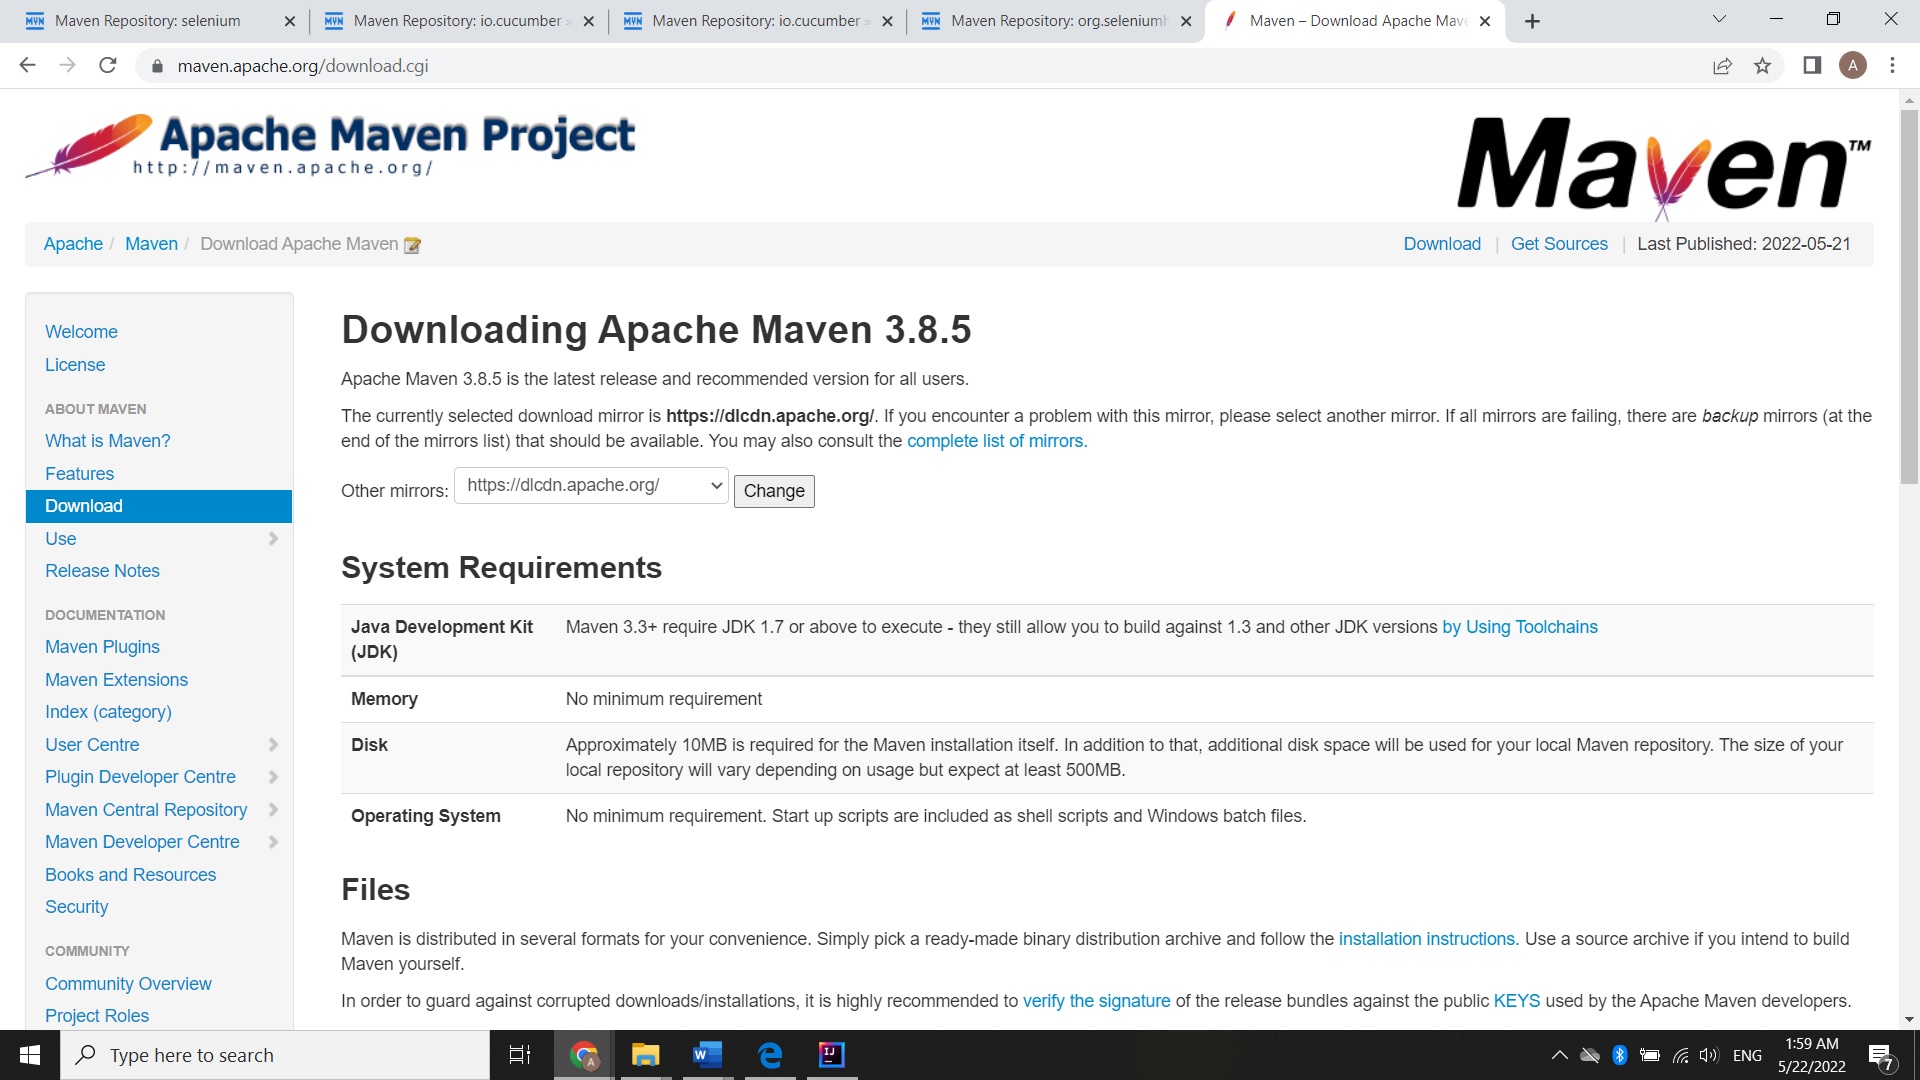 Maven Repository: selenium
Maven Repository: io.cucumber »
Maven Repository: io.cucumber »
Maven Repository: org.seleniumh
Maven – Download Apache Mave
maven.apache.org/download.cgi
A
Apache Maven Project
http://maven.apache.org/
Maven™
Apache / Maven / Download Apache Maven
Download | Get Sources | Last Published: 2022-05-21
Welcome
License
ABOUT MAVEN
What is Maven?
Features
Download
Use
Release Notes
DOCUMENTATION
Maven Plugins
Maven Extensions
Index (category)
User Centre
Plugin Developer Centre
Maven Central Repository
Maven Developer Centre
Books and Resources
Security
COMMUNITY
Community Overview
Project Roles
Downloading Apache Maven 3.8.5
Apache Maven 3.8.5 is the latest release and recommended version for all users.
The currently selected download mirror is https://dlcdn.apache.org/. If you encounter a problem with this mirror, please select another mirror. If all mirrors are failing, there are backup mirrors (at the
end of the mirrors list) that should be available. You may also consult the complete list of mirrors.
Other mirrors: https://dlcdn.apache.org/ Change
System Requirements
Java Development Kit Maven 3.3+ require JDK 1.7 or above to execute - they still allow you to build against 1.3 and other JDK versions by Using Toolchains
(JDK)
Memory No minimum requirement
Disk Approximately 10MB is required for the Maven installation itself. In addition to that, additional disk space will be used for your local Maven repository. The size of your
local repository will vary depending on usage but expect at least 500MB.
Operating System No minimum requirement. Start up scripts are included as shell scripts and Windows batch files.
Files
Maven is distributed in several formats for your convenience. Simply pick a ready-made binary distribution archive and follow the installation instructions. Use a source archive if you intend to build
Maven yourself.
In order to guard against corrupted downloads/installations, it is highly recommended to verify the signature of the release bundles against the public KEYS used by the Apache Maven developers.
Type here to search
ENG
1:59 AM
5/22/2022
7